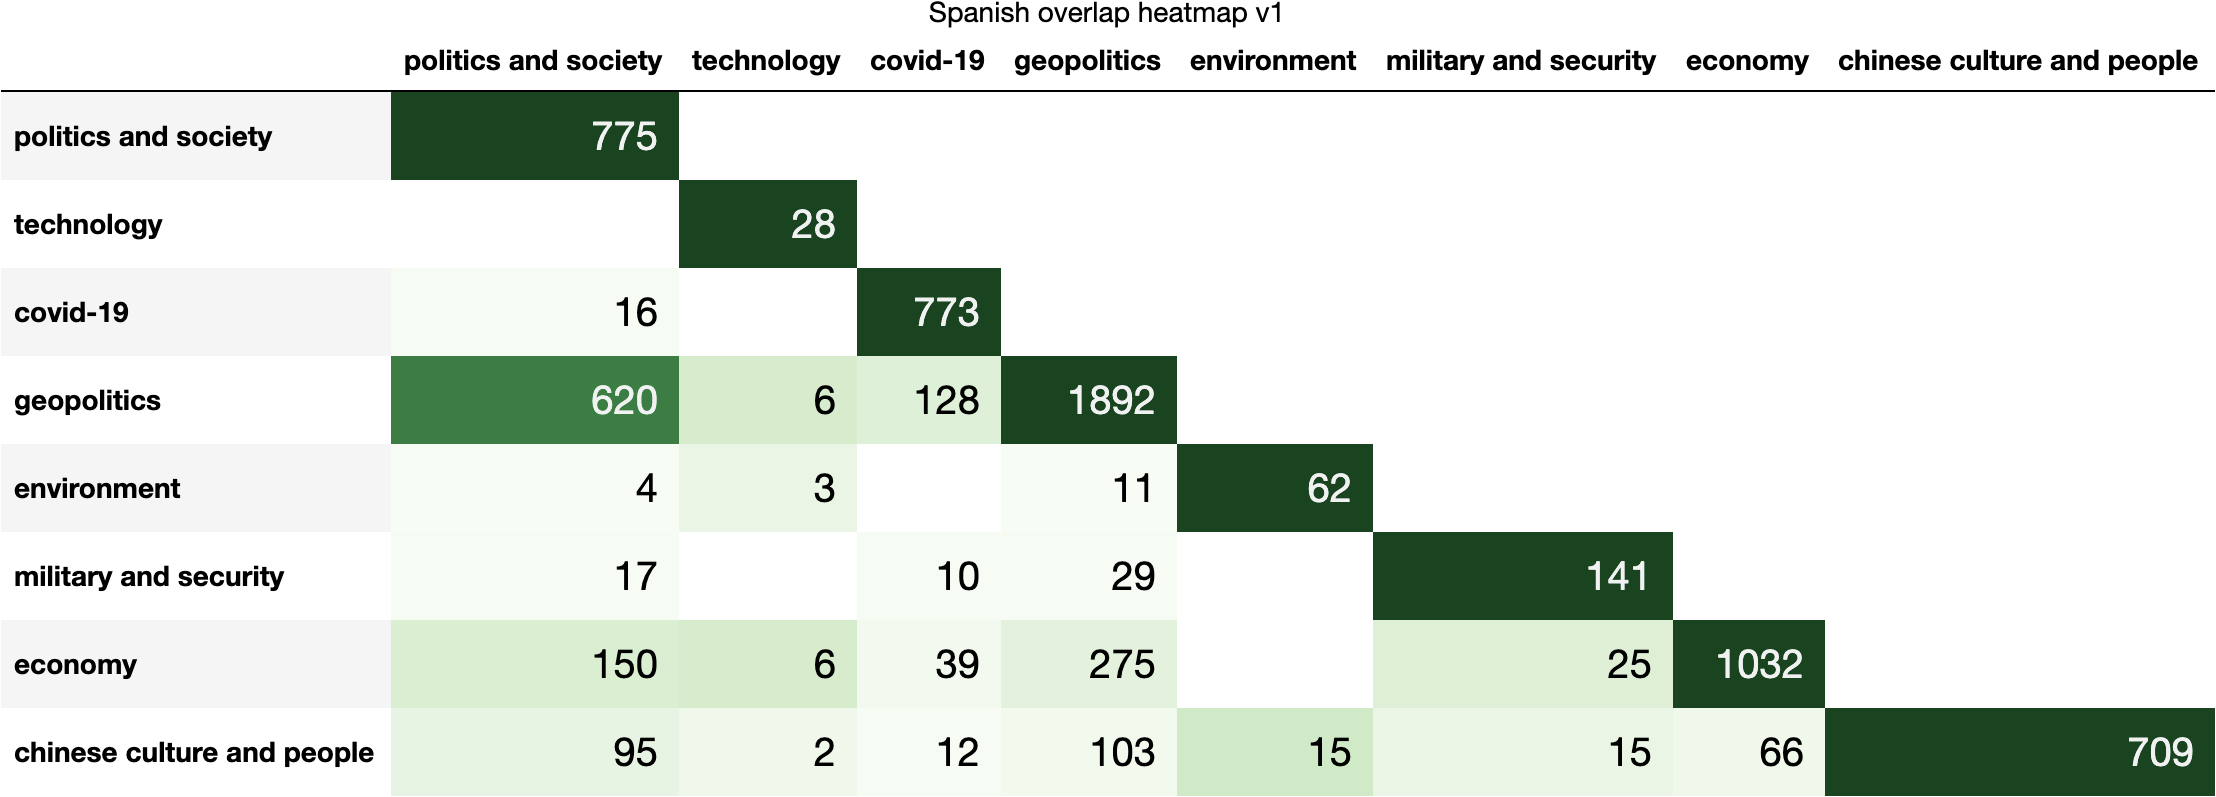 Spanish overlap heatmap v1
politics and society technology covid-19 geopolitics environment military and security economy chinese culture and people
politics and society 775
technology 28
covid-19 16 773
geopolitics 620 6 128 1892
environment 4 3 11 62
military and security 17 10 29 141
economy 150 6 39 275 25 1032
chinese culture and people 95 2 12 103 15 15 66 709